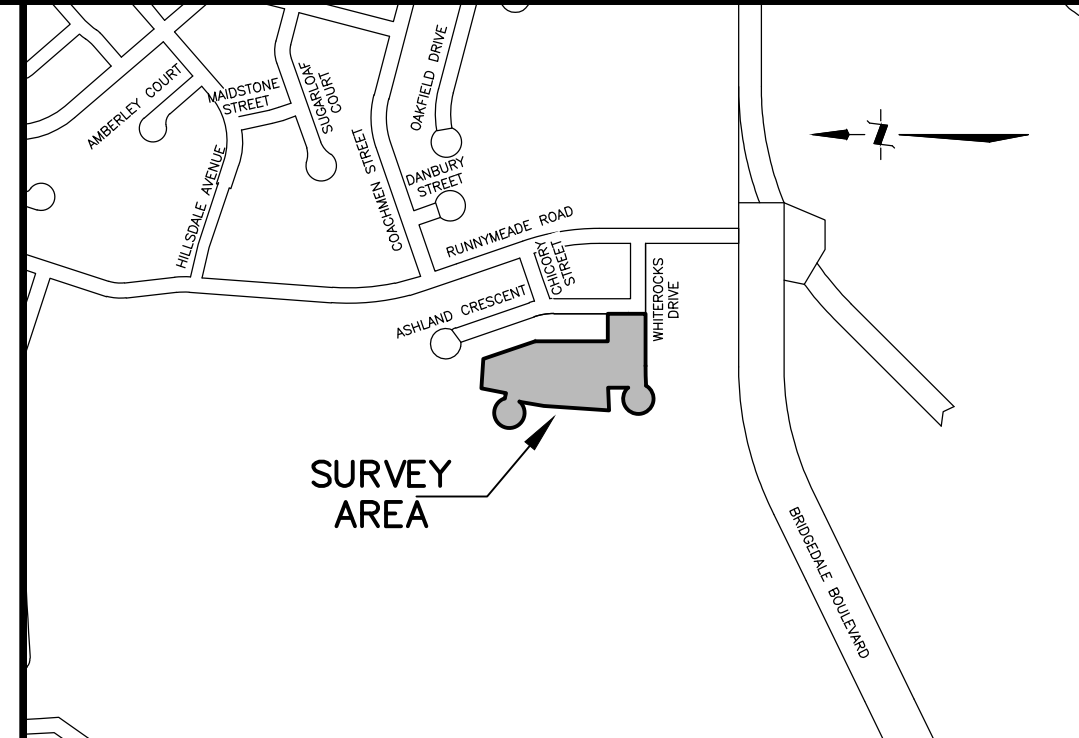 OAKFIELD DRIVE
AMBERLEY COURT
MAIDSTONE
STREET
SUGARLOAF
COURT
COACHMEN STREET
DANBURY
STREET
HILLSDALE AVENUE
RUNNYMEADE ROAD
CHICORY
STREET
ASHLAND CRESCENT
WHITEROCKS
DRIVE
SURVEY
AREA
BRIDGEDALE BOULEVARD
N